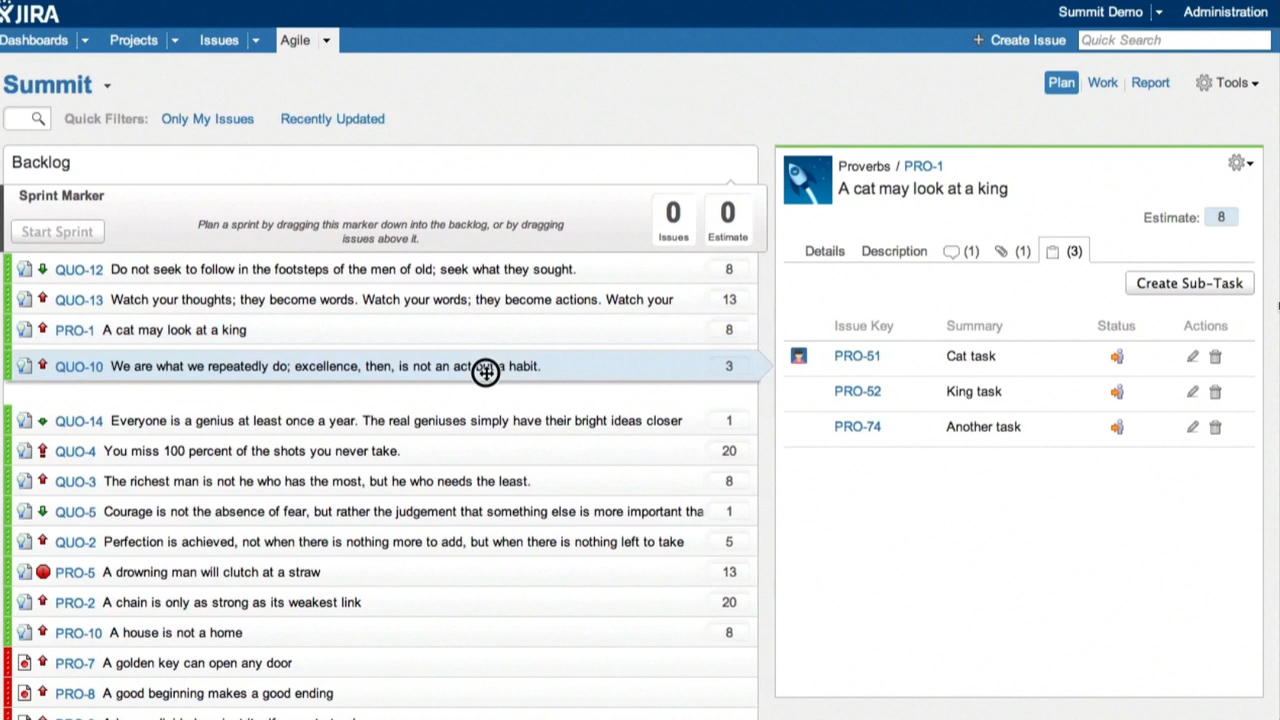 JIRA
Summit Demo Administration
Dashboards Projects Issues Agile + Create Issue Quick Search
Summit Plan Work Report Tools
Quick Filters: Only My Issues Recently Updated
Backlog
Sprint Marker
Start Sprint
Plan a sprint by dragging this marker down into the backlog, or by dragging
issues above it.
0 Issues 0 Estimate
QUO-12 Do not seek to follow in the footsteps of the men of old; seek what they sought. 8
QUO-13 Watch your thoughts; they become words. Watch your words; they become actions. Watch your 13
PRO-1 A cat may look at a king 8
QUO-10 We are what we repeatedly do; excellence, then, is not an act but a habit. 3
QUO-14 Everyone is a genius at least once a year. The real geniuses simply have their bright ideas closer 1
QUO-4 You miss 100 percent of the shots you never take. 20
QUO-3 The richest man is not he who has the most, but he who needs the least. 8
QUO-5 Courage is not the absence of fear, but rather the judgement that something else is more important tha 1
QUO-2 Perfection is achieved, not when there is nothing more to add, but when there is nothing left to take 5
PRO-5 A drowning man will clutch at a straw 13
PRO-2 A chain is only as strong as its weakest link 20
PRO-10 A house is not a home 8
PRO-7 A golden key can open any door
PRO-8 A good beginning makes a good ending
Proverbs / PRO-1
A cat may look at a king
Estimate: 8
Details Description (1) (1) (3)
Create Sub-Task
Issue Key Summary Status Actions
PRO-51 Cat task
PRO-52 King task
PRO-74 Another task